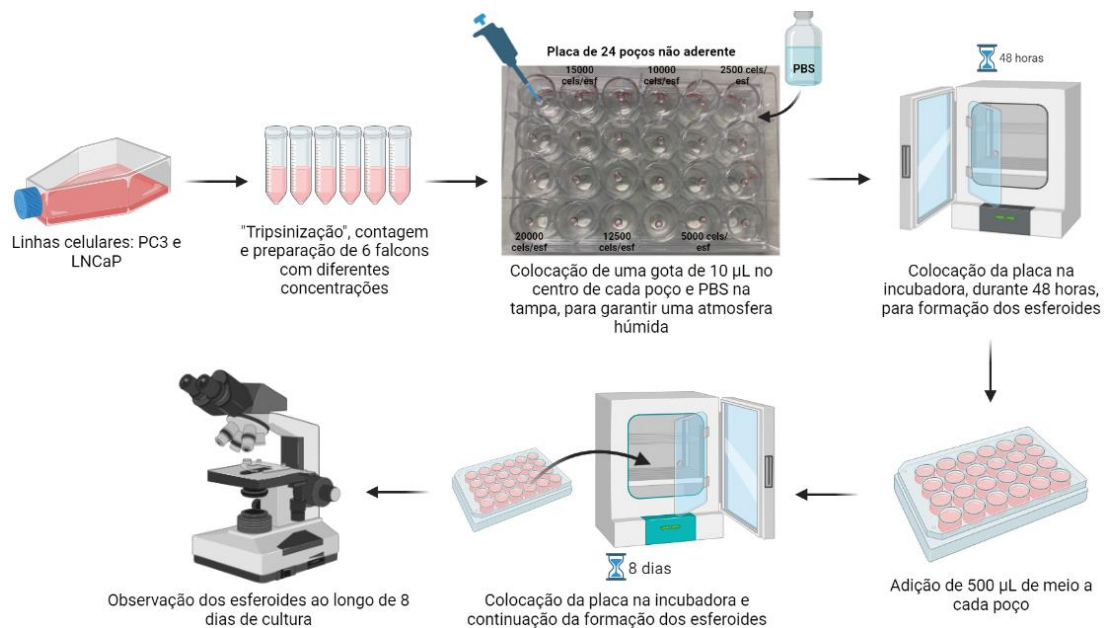 Placa de 24 poços não aderente
15000
cels/esf
10000
cels/esf
2500 cels/
esf
PBS
48 horas
20000
cels/esf
12500
cels/esf
5000 cels/
esf
Linhas celulares: PC3 e
LNCaP
"Tripsinização", contagem
e preparação de 6 falcons
com diferentes
concentrações
Colocação de uma gota de 10 µL no
centro de cada poço e PBS na
tampa, para garantir uma atmosfera
húmida
Colocação da placa na
incubadora, durante 48 horas,
para formação dos esferoides
Observação dos esferoides ao longo de 8
dias de cultura
8 dias
Colocação da placa na incubadora e
continuação da formação dos esferoides
Adição de 500 µL de meio a
cada poço